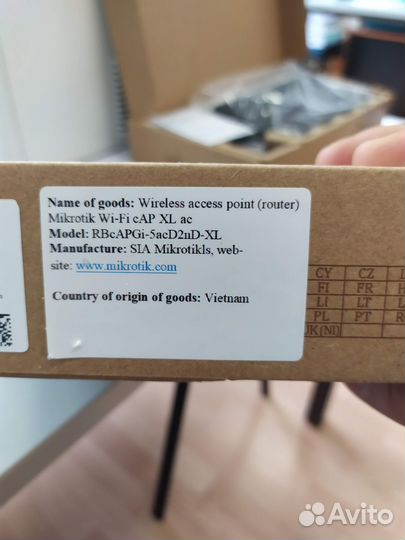 Name of goods: Wireless access point (router)
Mikrotik Wi-Fi cAP XL ac
Model: RBcAPGi-5acD2nD-XL
Manufacture: SIA Mikrotikls, web-
site: www.mikrotik.com
Country of origin of goods: Vietnam
CY CZ
FI FR
LI LT
PL PT
UK(NI)
Avito